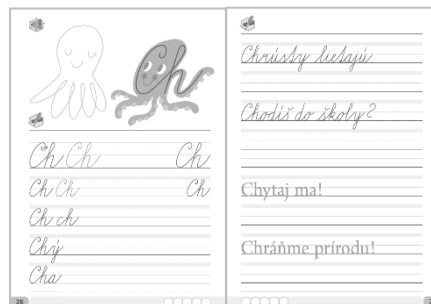 Ch
Ch Ch Ch
Ch Ch Ch
Ch ch
Chý
Cha
28
Chrústy lietajú.
Chodíš do školy?
Chytaj ma!
Chráňme prírodu!